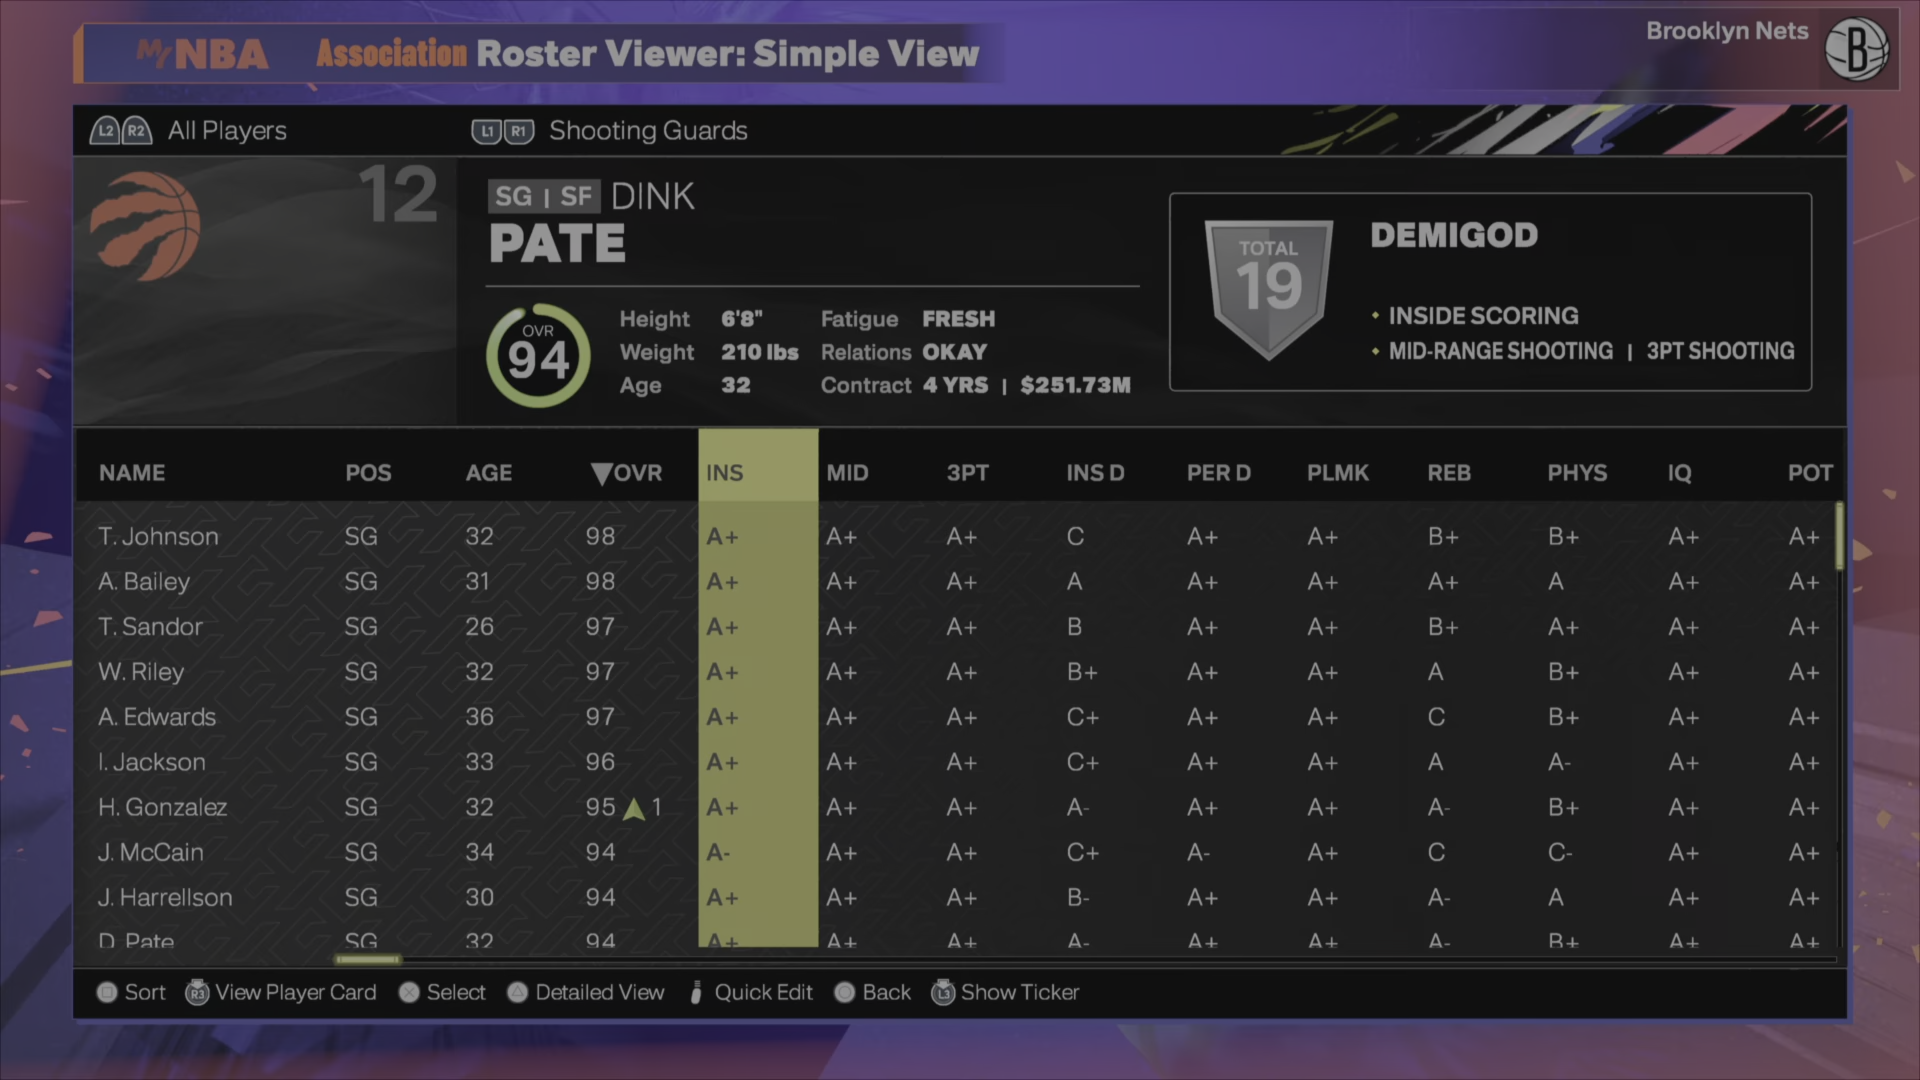 My NBA Association Roster Viewer: Simple View
Brooklyn Nets
B
L2 R2 All Players L1 R1 Shooting Guards
12
SG | SF DINK
PATE
OVR
94
Height 6'8" Fatigue FRESH
Weight 210 lbs Relations OKAY
Age 32 Contract 4 YRS | $251.73M
TOTAL
19
DEMIGOD
INSIDE SCORING
MID-RANGE SHOOTING | 3PT SHOOTING
NAME POS AGE ▼OVR INS MID 3PT INS D PER D PLMK REB PHYS IQ POT
T. Johnson SG 32 98 A+ A+ A+ C A+ A+ B+ B+ A+ A+
A. Bailey SG 31 98 A+ A+ A+ A A+ A+ A+ A A+ A+
T. Sandor SG 26 97 A+ A+ A+ B A+ A+ B+ A+ A+ A+
W. Riley SG 32 97 A+ A+ A+ B+ A+ A+ A B+ A+ A+
A. Edwards SG 36 97 A+ A+ A+ C+ A+ A+ C B+ A+ A+
I. Jackson SG 33 96 A+ A+ A+ C+ A+ A+ A A- A+ A+
H. Gonzalez SG 32 95 ▲ 1 A+ A+ A+ A- A+ A+ A- B+ A+ A+
J. McCain SG 34 94 A- A+ A+ C+ A- A+ C C- A+ A+
J. Harrellson SG 30 94 A+ A+ A+ B- A+ A+ A- A A+ A+
D. Pate SG 32 94 A+ A+ A+ A- A+ A+ A- B+ A+ A+
Sort R3 View Player Card Select Detailed View Quick Edit Back L3 Show Ticker